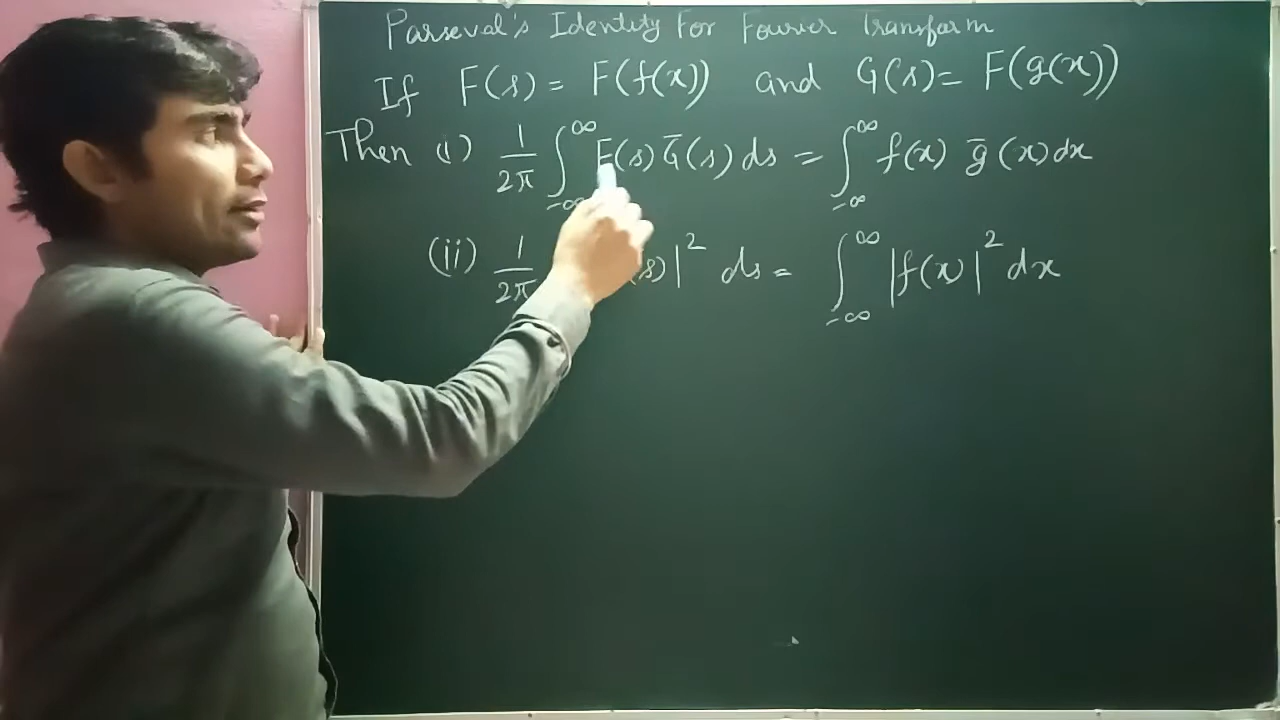 Parseval's Identity For Fourier Transform
If F(s) = F(f(x)) and G(s) = F(g(x))
Then (i) 1/2π ∫_{-∞}^{∞} F(s) G̅(s) ds = ∫_{-∞}^{∞} f(x) g̅(x) dx
(ii) 1/2π s)|² ds = ∫_{-∞}^{∞} |f(x)|² dx